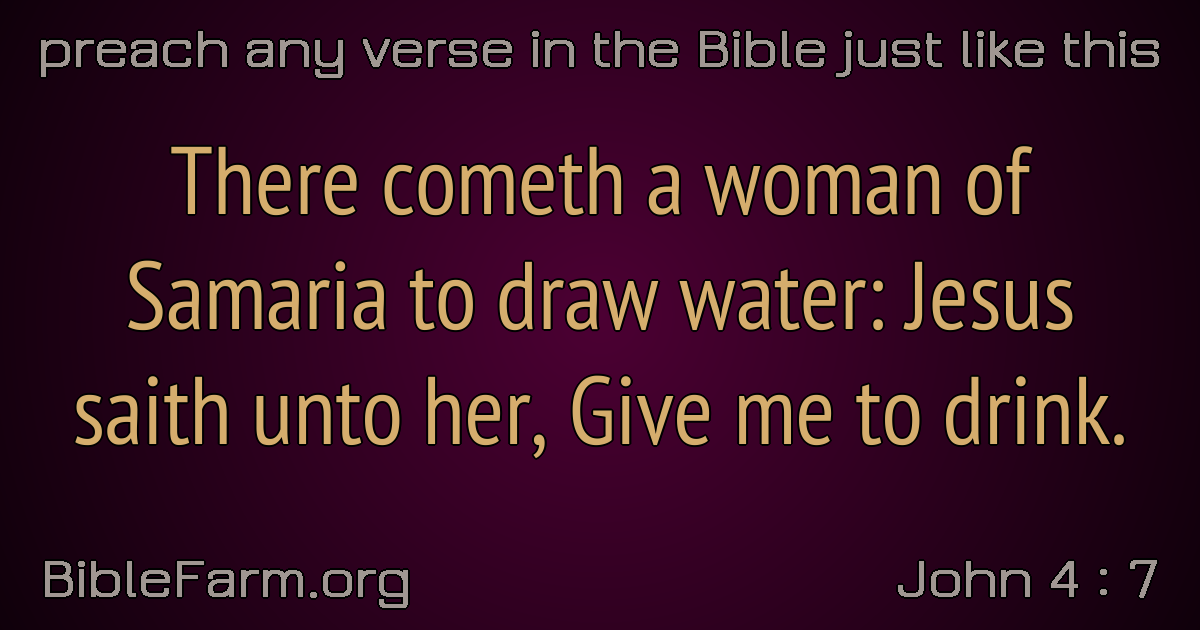 preach any verse in the Bible just like this
There cometh a woman of
Samaria to draw water: Jesus
saith unto her, Give me to drink.
BibleFarm.org
John 4 : 7